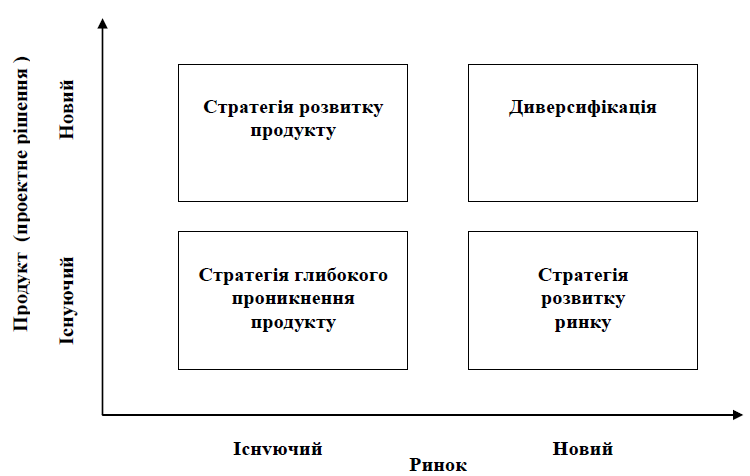 Продукт (проектне рішення )
Новий
Існуючий
Стратегія розвитку
продукту
Диверсифікація
Стратегія глибокого
проникнення
продукту
Стратегія
розвитку
ринку
Існуючий
Новий
Ринок